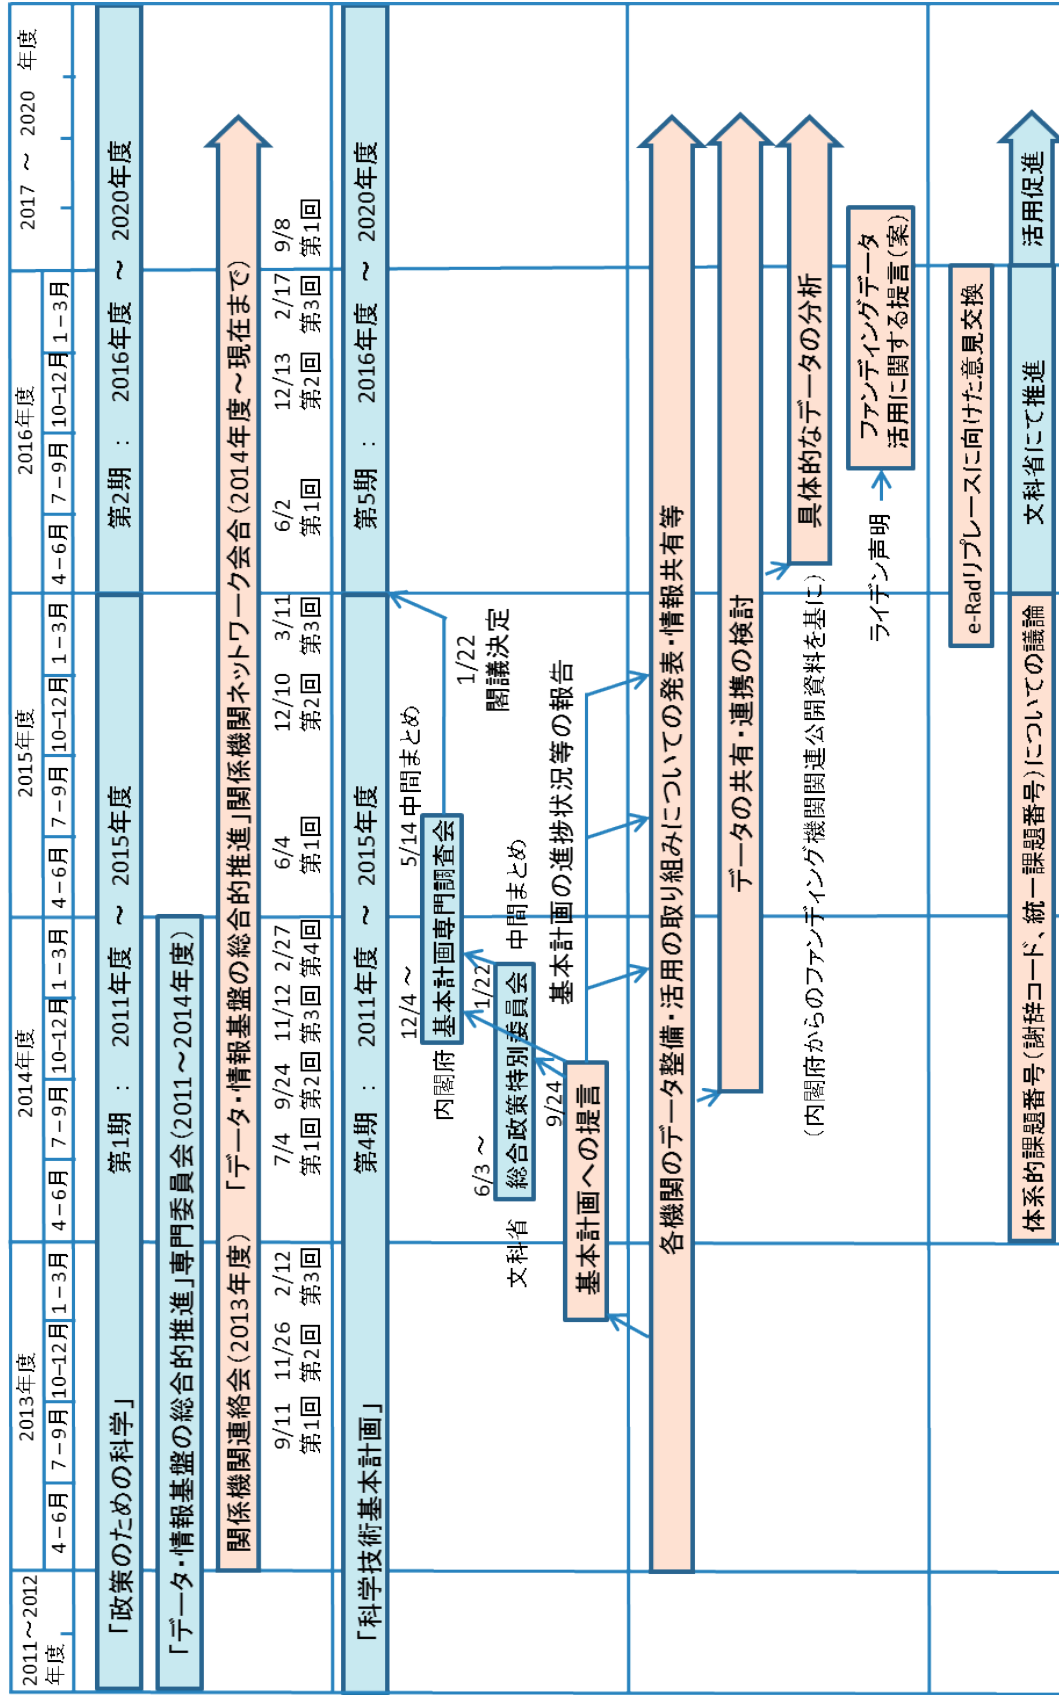 2011～2012
年度
2013年度
2014年度
2015年度
2016年度
2017 ～ 2020 年度
4－6月 7－9月 10－12月 1－3月
4－6月 7－9月 10－12月 1－3月
4－6月 7－9月 10－12月 1－3月
4－6月 7－9月 10－12月 1－3月
「政策のための科学」
第1期 ： 2011年度 ～ 2015年度
第2期 ： 2016年度 ～ 2020年度
「データ・情報基盤の総合的推進」専門委員会(2011～2014年度)
関係機関連絡会(2013年度)
「データ・情報基盤の総合的推進」関係機関ネットワーク会合(2014年度～現在まで)
9/11 11/26 2/12
第1回 第2回 第3回
7/4 9/24 11/12 2/27
第1回 第2回 第3回 第4回
6/4 12/10 3/11
第1回 第2回 第3回
6/2 12/13 2/17
第1回 第2回 第3回
9/8
第1回
「科学技術基本計画」
第4期 ： 2011年度 ～ 2015年度
第5期 ： 2016年度 ～ 2020年度
12/4 ～
5/14 中間まとめ
内閣府
基本計画専門調査会
1/22
閣議決定
6/3 ～
1/22
中間まとめ
文科省
総合政策特別委員会
9/24
基本計画の進捗状況等の報告
基本計画への提言
各機関のデータ整備・活用の取り組みについての発表・情報共有等
データの共有・連携の検討
具体的なデータの分析
(内閣府からのファンディング機関関連公開資料を基に)
ライデン声明
ファンディングデータ
活用に関する提言(案)
e-Radリプレースに向けた意見交換
体系的課題番号(謝辞コード、統一課題番号)についての議論
文科省にて推進
活用促進